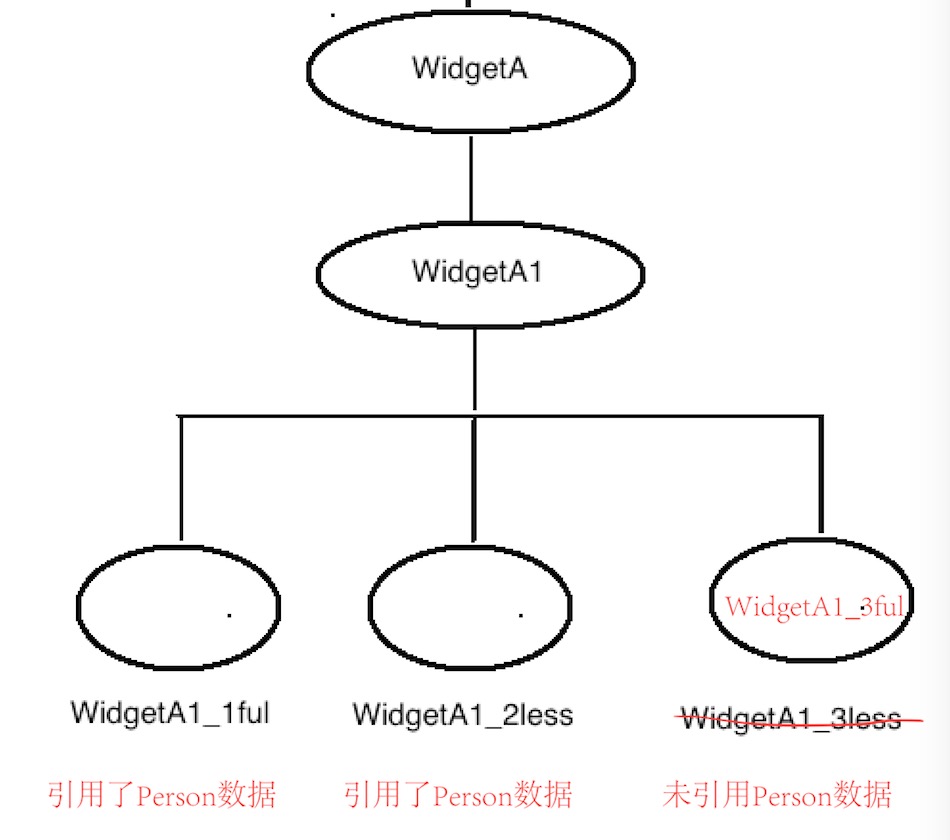 WidgetA
WidgetA1
WidgetA1_3ful
WidgetA1_1ful
WidgetA1_2less
WidgetA1_3less
引用了Person数据
引用了Person数据
未引用Person数据